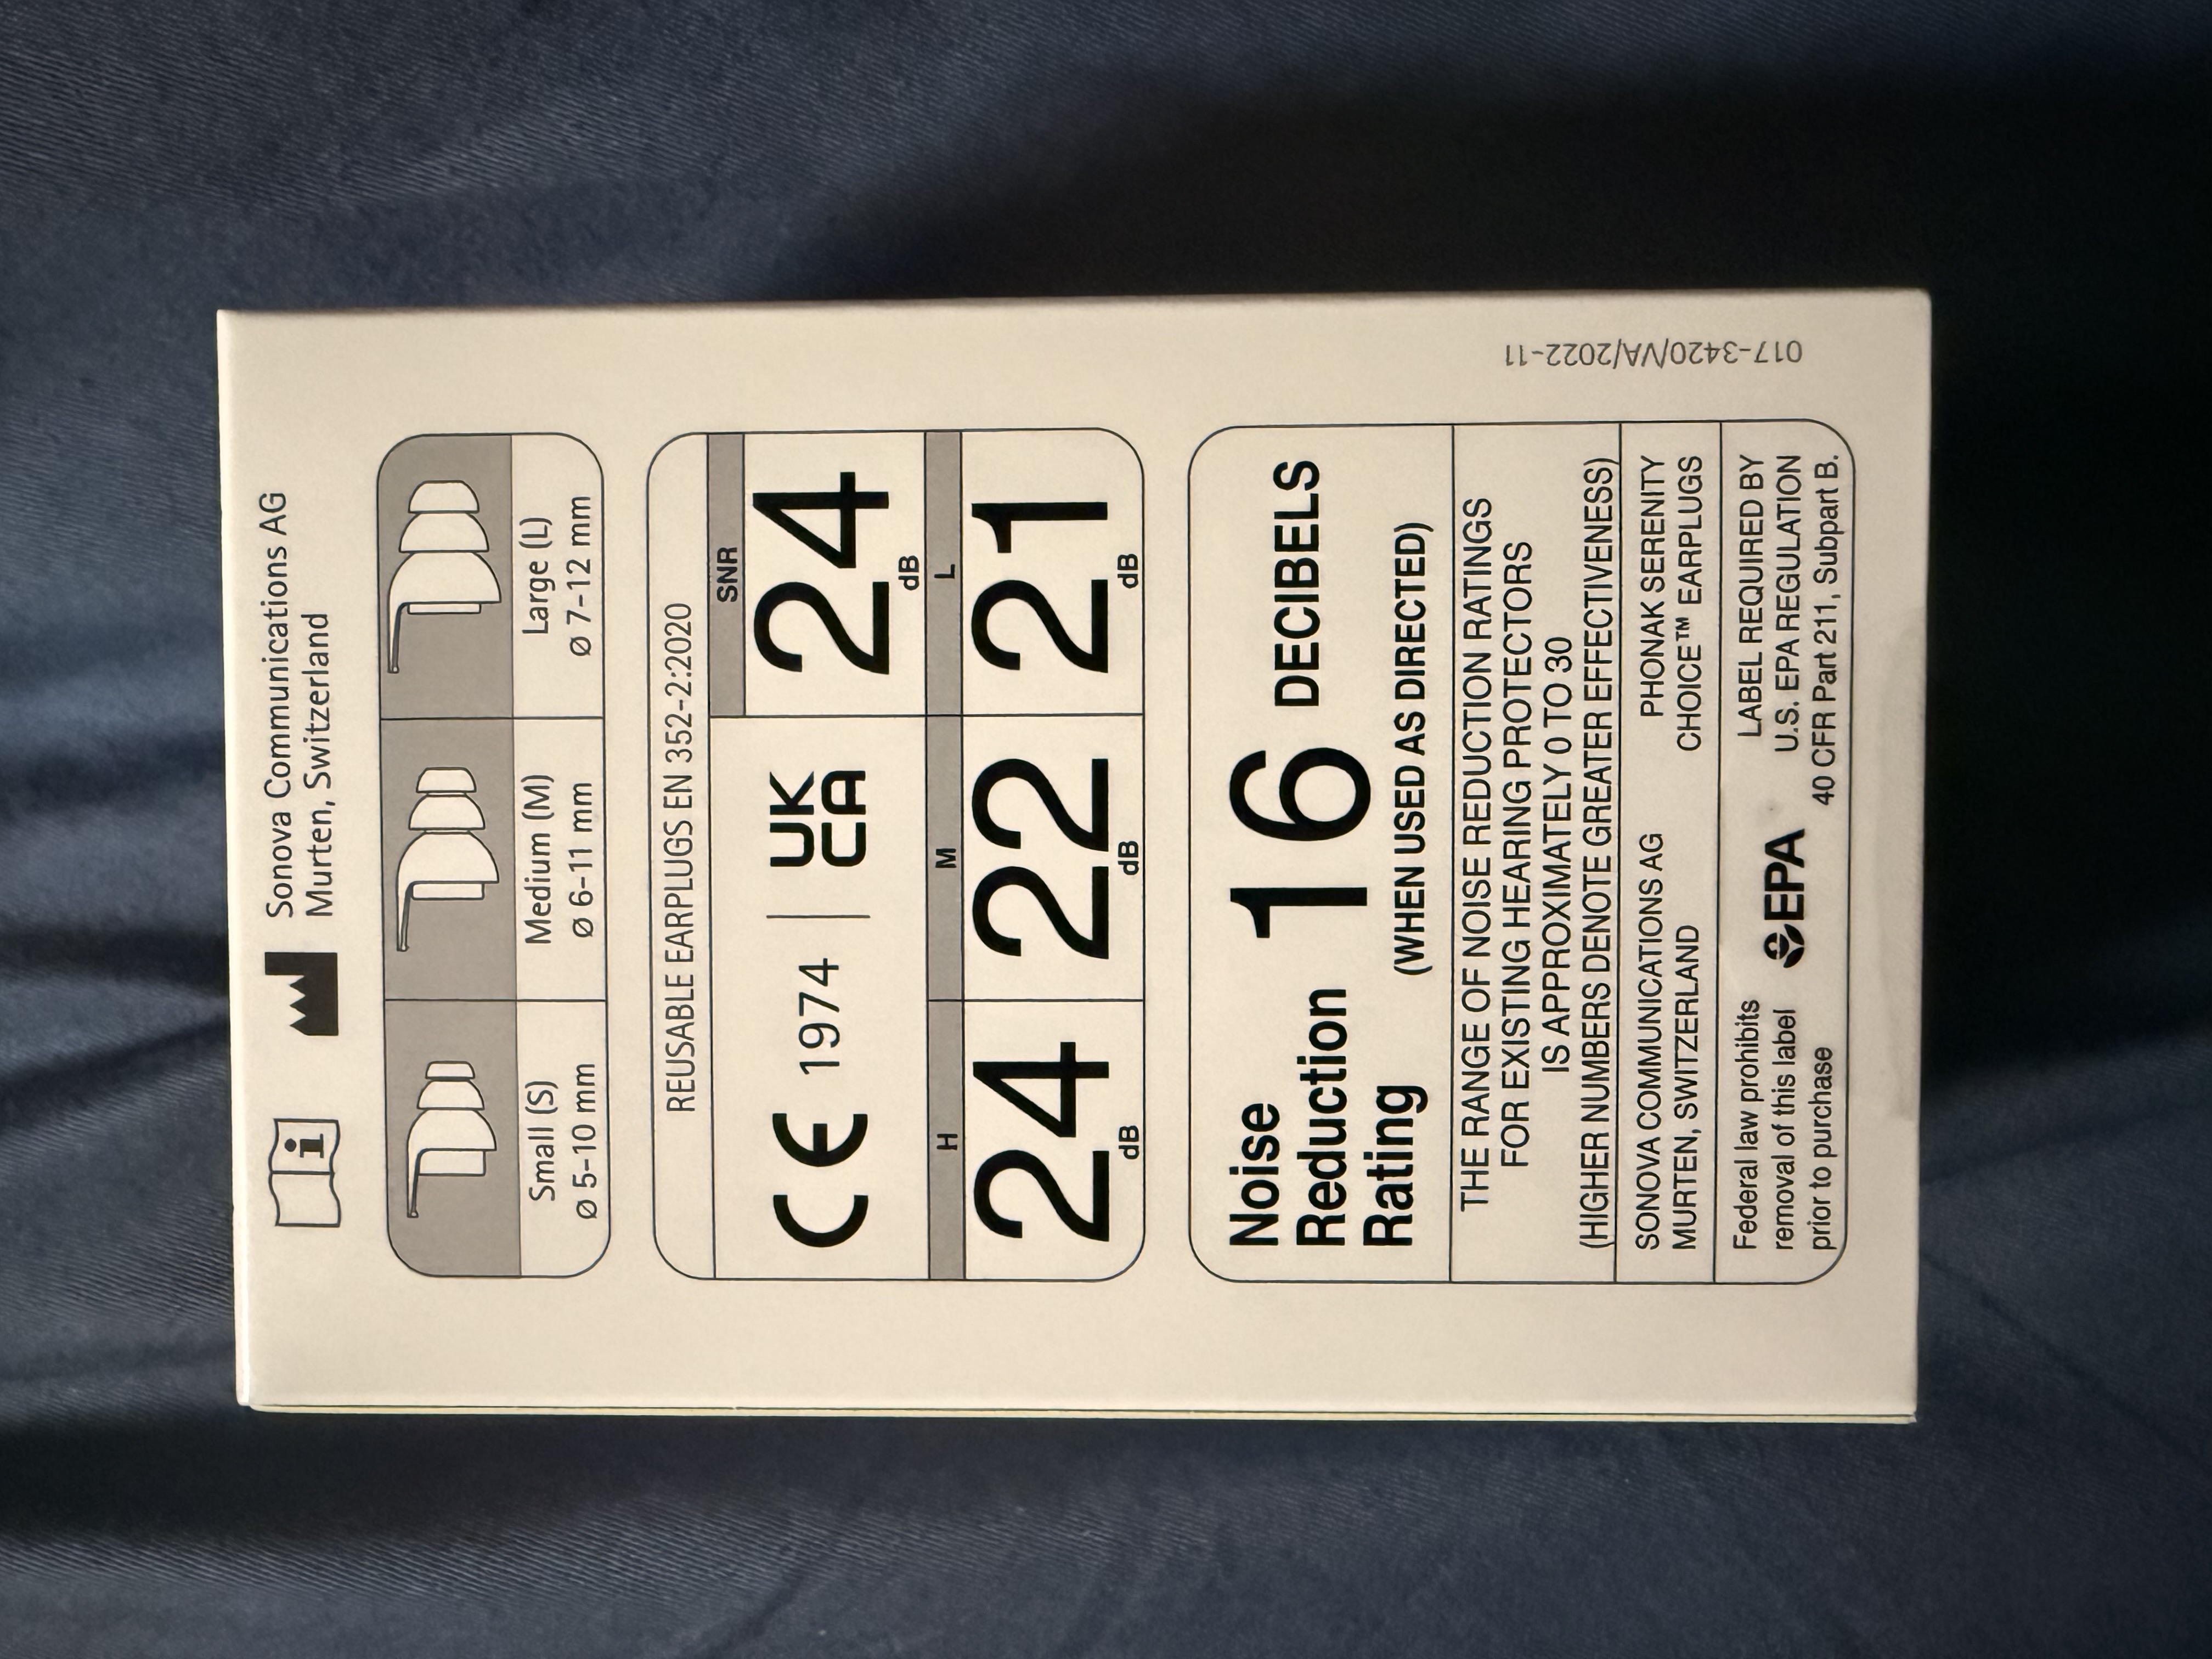 Sonova Communications AG
Murten, Switzerland
Small (S)
ø 5-10 mm
Medium (M)
ø 6-11 mm
Large (L)
ø 7-12 mm
REUSABLE EARPLUGS EN 352-2:2020
CE 1974
UK
CA
SNR
24
dB
H
24
dB
M
22
dB
L
21
dB
Noise
Reduction
Rating
16 DECIBELS
(WHEN USED AS DIRECTED)
THE RANGE OF NOISE REDUCTION RATINGS
FOR EXISTING HEARING PROTECTORS
IS APPROXIMATELY 0 TO 30
(HIGHER NUMBERS DENOTE GREATER EFFECTIVENESS)
SONOVA COMMUNICATIONS AG
MURTEN, SWITZERLAND
PHONAK SERENITY
CHOICE™ EARPLUGS
Federal law prohibits
removal of this label
prior to purchase
EPA
LABEL REQUIRED BY
U.S. EPA REGULATION
40 CFR Part 211, Subpart B.
017-3420/VA/2022-11